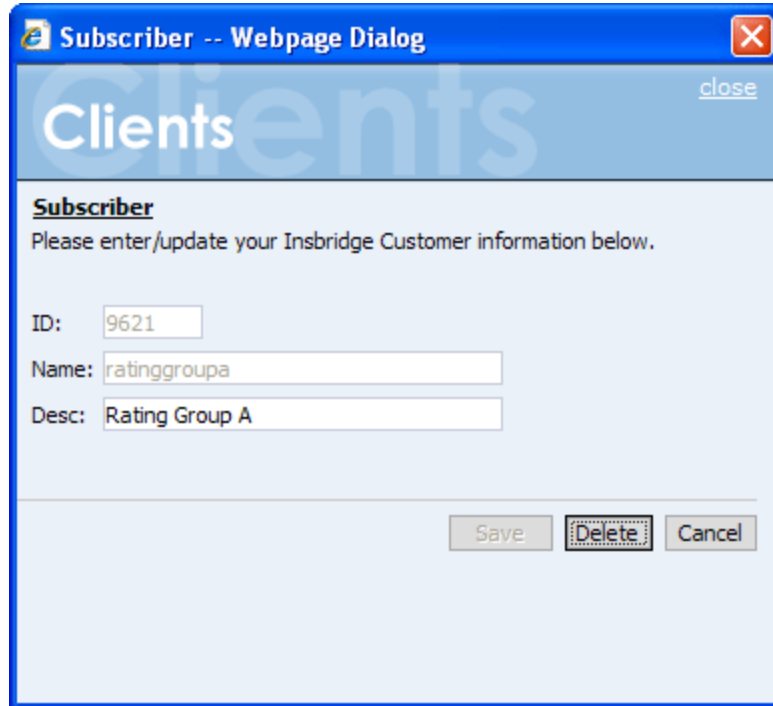 Subscriber -- Webpage Dialog
Clients
close
Clients
Subscriber
Please enter/update your Insbridge Customer information below.
ID: 9621
Name: ratinggroupa
Desc: Rating Group A
Save Delete Cancel